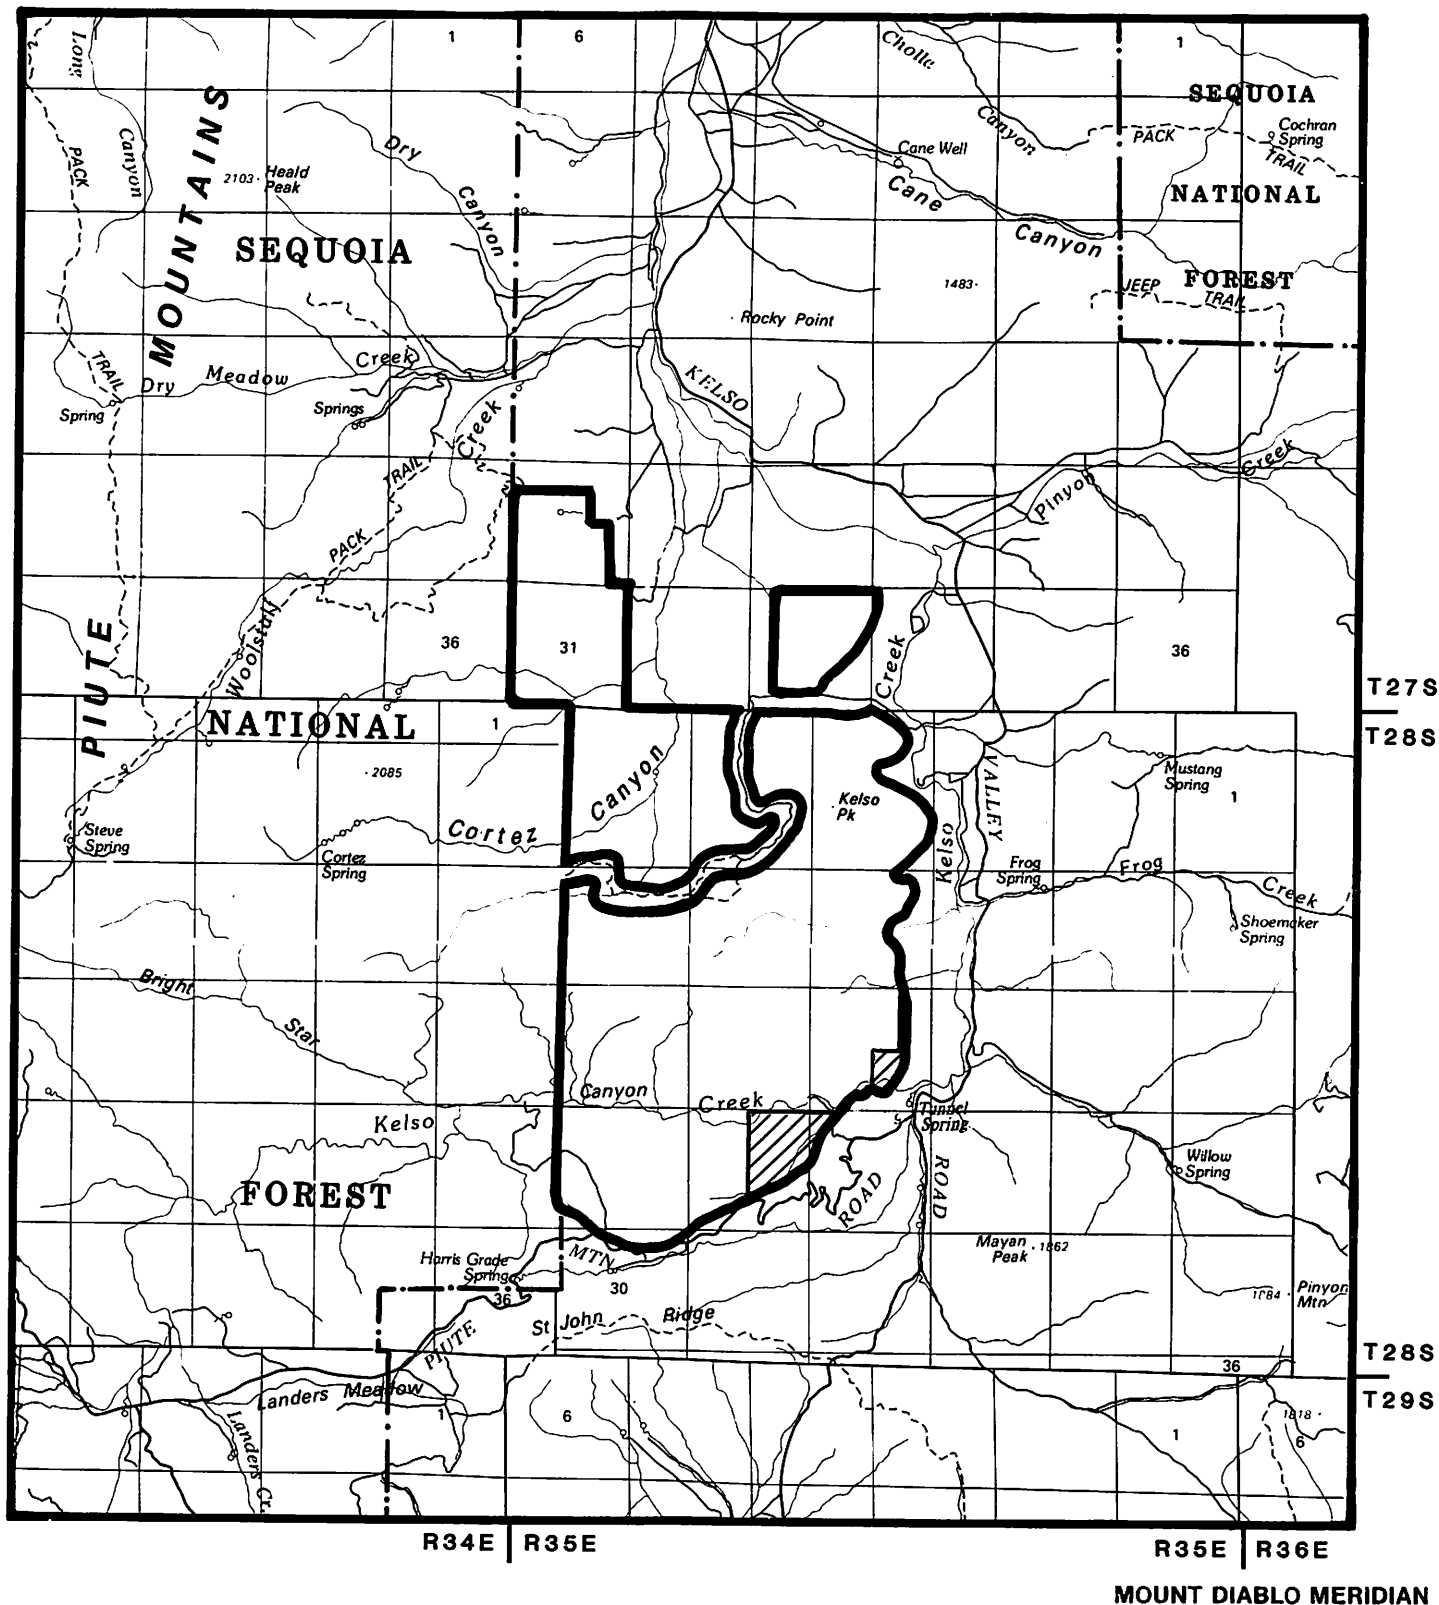 Long
Canyon
PACK
MOUNTAINS
1
6
Cholla
Canyon
1
SEQUOIA
PACK
Cochran
Spring
TRAIL
Dry
Canyon
2103 · Heald
Peak
Cane Well
Cane
Canyon
NATIONAL
SEQUOIA
FOREST
JEEP
TRAIL
1483 ·
· Rocky Point
TRAIL
Dry Meadow Creek
Spring
Springs
KELSO
Creek
TRAIL
PACK
Pinyon
Creek
Woolstalf
PIUTE
36
31
Creek
36
T27S
T28S
NATIONAL
1
· 2085
Canyon
Cortez
Steve
Spring
Cortez
Spring
Kelso
Pk
Kelso
VALLEY
Mustang
Spring
1
Frog
Spring
Frog
Creek
Shoemaker
Spring
Bright
Star
Canyon
Creek
Kelso
Tunnel
Spring
Willow
Spring
FOREST
ROAD
ROAD
Mayan
Peak · 1862
Harris Grade
Spring
MTN
30
36
1884 · Pinyon
Mtn
St John Ridge
PIUTE
36
T28S
T29S
Landers Meadow
Landers Cr.
1
6
1
1818 ·
6
R34E
R35E
R35E
R36E
MOUNT DIABLO MERIDIAN